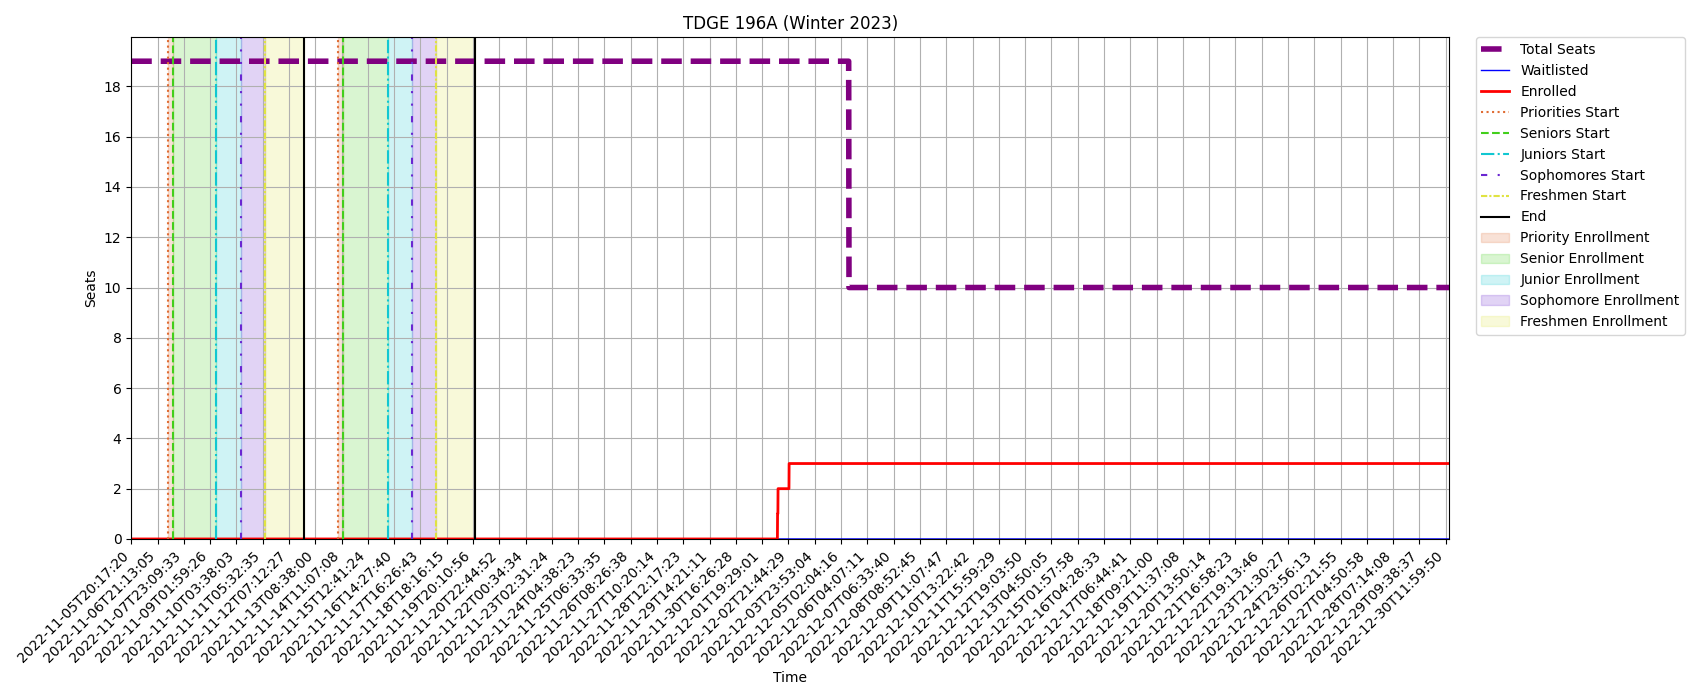 TDGE 196A (Winter 2023)
Total Seats
Waitlisted
Enrolled
Priorities Start
Seniors Start
Juniors Start
Sophomores Start
Freshmen Start
End
Priority Enrollment
Senior Enrollment
Junior Enrollment
Sophomore Enrollment
Freshmen Enrollment
Seats
18
16
14
12
10
8
6
4
2
0
2022-11-05T20:17:20
2022-11-06T21:13:05
2022-11-07T23:09:33
2022-11-09T01:59:26
2022-11-10T03:38:03
2022-11-11T05:32:35
2022-11-12T07:12:27
2022-11-13T08:38:00
2022-11-14T11:07:08
2022-11-15T12:41:24
2022-11-16T14:27:40
2022-11-17T16:26:43
2022-11-18T18:16:15
2022-11-19T20:10:56
2022-11-20T22:44:52
2022-11-22T00:34:34
2022-11-23T02:31:24
2022-11-24T04:38:23
2022-11-25T06:33:35
2022-11-26T08:26:38
2022-11-27T10:20:14
2022-11-28T12:17:23
2022-11-29T14:21:11
2022-11-30T16:26:28
2022-12-01T19:29:01
2022-12-02T21:44:29
2022-12-03T23:53:04
2022-12-05T02:04:16
2022-12-06T04:07:11
2022-12-07T06:33:40
2022-12-08T08:52:45
2022-12-09T11:07:47
2022-12-10T13:22:42
2022-12-11T15:59:29
2022-12-12T19:03:50
2022-12-13T04:50:05
2022-12-15T01:57:58
2022-12-16T04:28:33
2022-12-17T06:44:41
2022-12-18T09:21:00
2022-12-19T11:37:08
2022-12-20T13:50:14
2022-12-21T16:58:23
2022-12-22T19:13:46
2022-12-23T21:30:27
2022-12-24T23:56:13
2022-12-26T02:21:55
2022-12-27T04:50:58
2022-12-28T07:14:08
2022-12-29T09:38:37
2022-12-30T11:59:50
Time